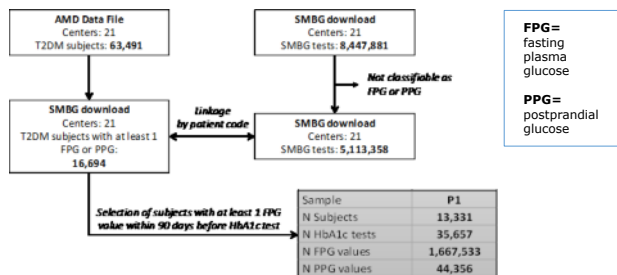 AMD Data File
Centers: 21
T2DM subjects: 63,491
SMBG download
Centers: 21
SMBG tests: 8,447,881
FPG=
fasting
plasma
glucose
PPG=
postprandial
glucose
Not classifiable as
FPG or PPG
SMBG download
Centers: 21
T2DM subjects with at least 1
FPG or PPG:
16,694
Linkage
by patient code
SMBG download
Centers: 21
SMBG tests: 5,113,358
Selection of subjects with at least 1 FPG
value within 90 days before HbA1c test
Sample P1
N Subjects 13,331
N HbA1c tests 35,657
N FPG values 1,667,533
N PPG values 44,356